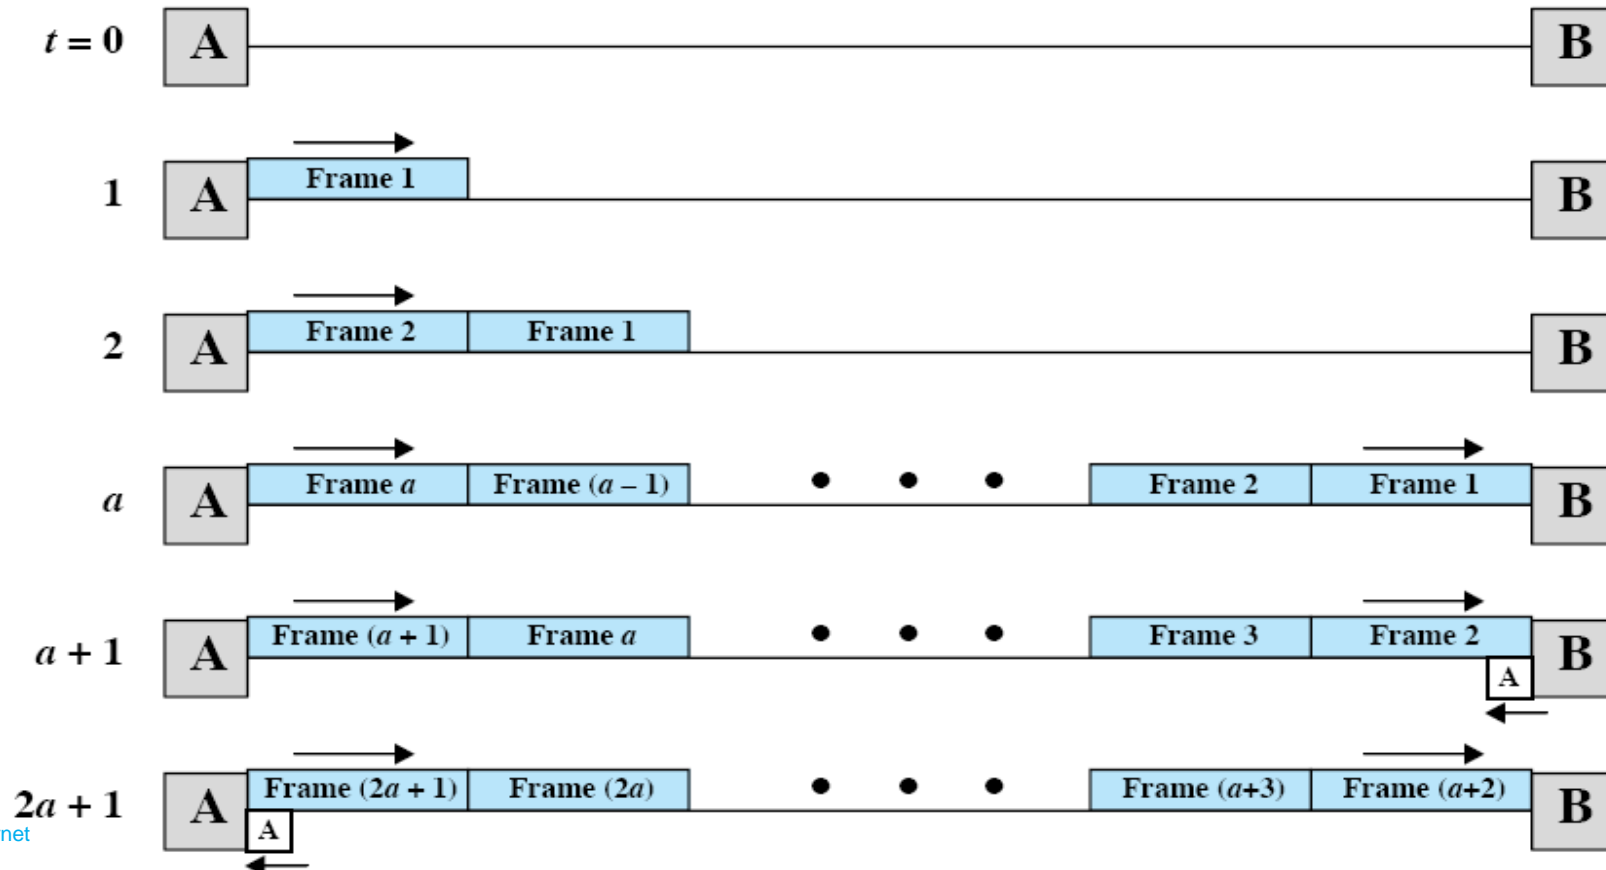 t = 0 A B
1 A Frame 1 B
2 A Frame 2 Frame 1 B
a A Frame a Frame (a – 1) • • • Frame 2 Frame 1 B
a + 1 A Frame (a + 1) Frame a • • • Frame 3 Frame 2 B
A
2a + 1 A Frame (2a + 1) Frame (2a) • • • Frame (a+3) Frame (a+2) B
A
net